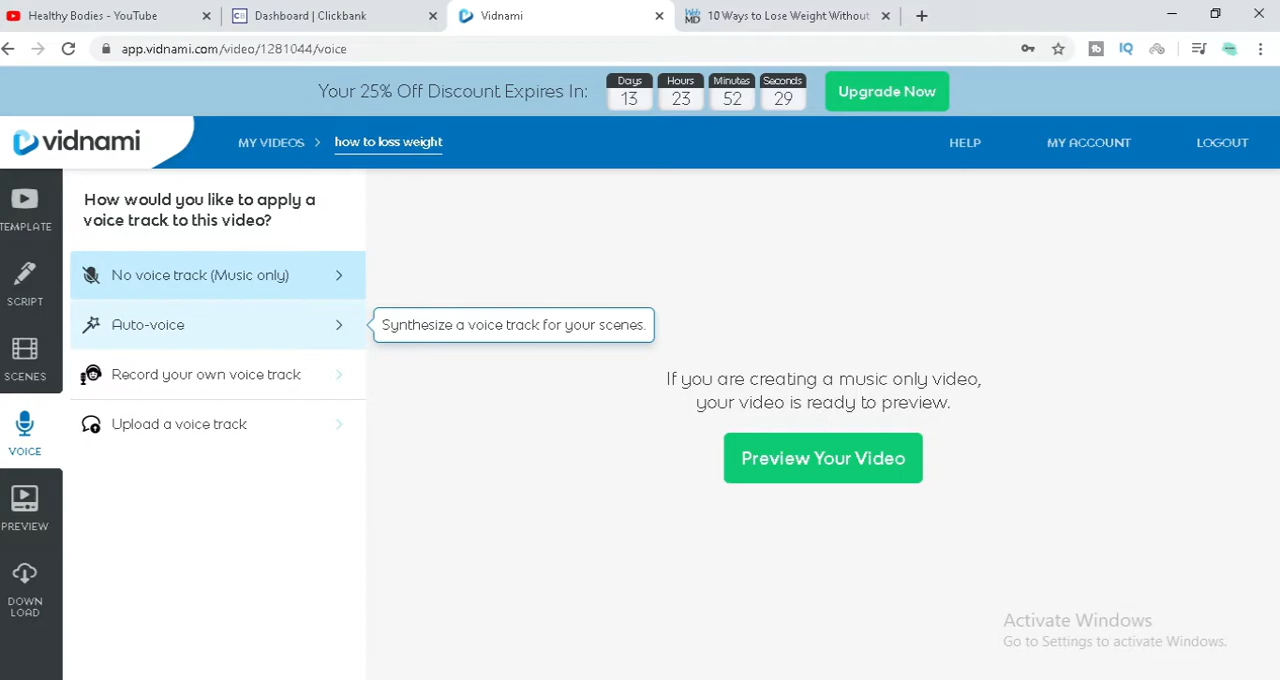 Healthy Bodies - YouTube
Dashboard | Clickbank
Vidnami
10 Ways to Lose Weight Without
app.vidnami.com/video/1281044/voice
Your 25% Off Discount Expires In:
Days Hours Minutes Seconds
13 23 52 29
Upgrade Now
vidnami
MY VIDEOS > how to loss weight
HELP
MY ACCOUNT
LOGOUT
TEMPLATE
SCRIPT
SCENES
VOICE
PREVIEW
DOWN
LOAD
How would you like to apply a
voice track to this video?
No voice track (Music only)
Auto-voice
Synthesize a voice track for your scenes.
Record your own voice track
Upload a voice track
If you are creating a music only video,
your video is ready to preview.
Preview Your Video
Activate Windows
Go to Settings to activate Windows.